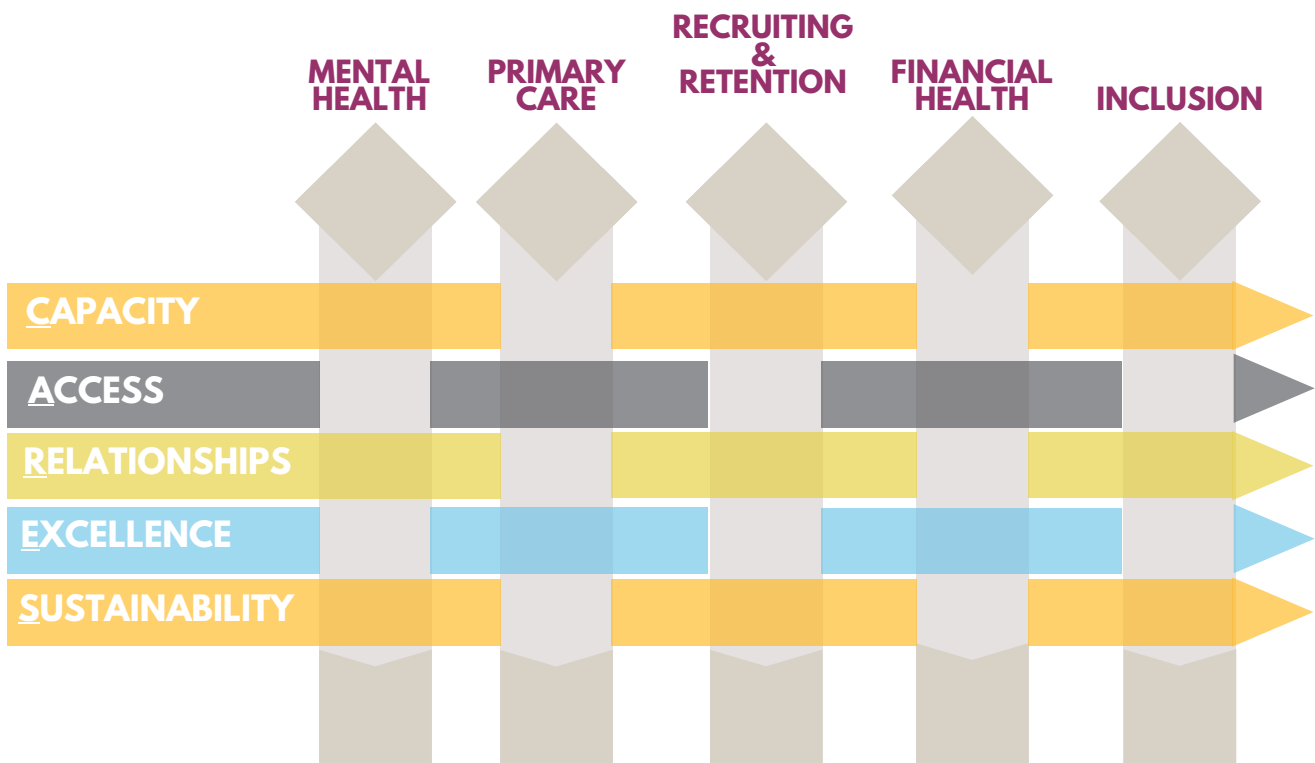 MENTAL
HEALTH
PRIMARY
CARE
RECRUITING
&
RETENTION
FINANCIAL
HEALTH
INCLUSION
CAPACITY
ACCESS
RELATIONSHIPS
EXCELLENCE
SUSTAINABILITY